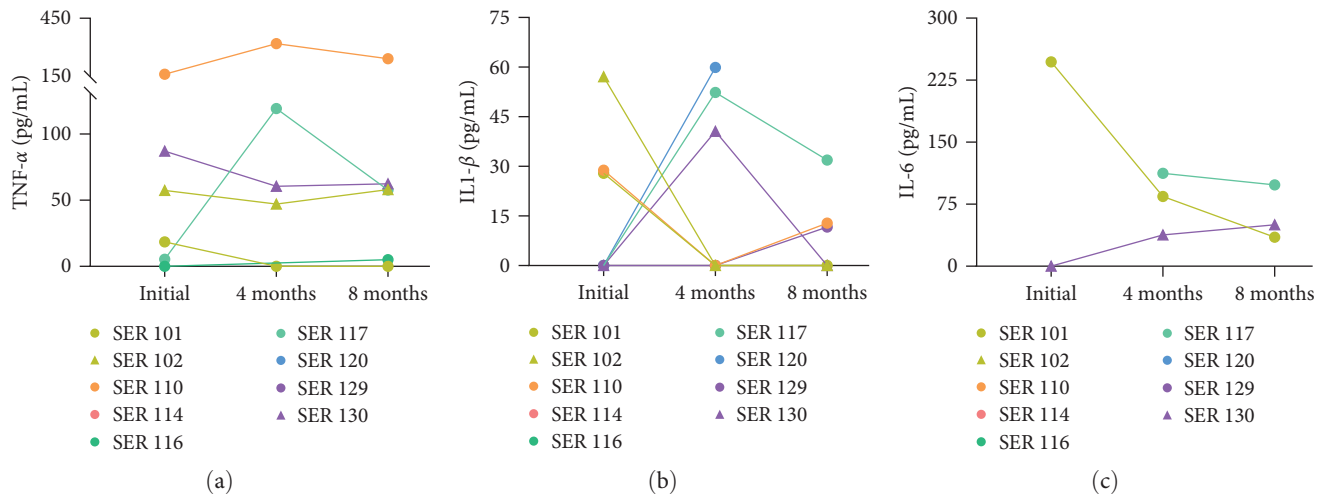 TNF-α (pg/mL)
450
150
100
50
0
Initial 4 months 8 months
SER 101 SER 117
SER 102 SER 120
SER 110 SER 129
SER 114 SER 130
SER 116
(a)
IL1-β (pg/mL)
75
60
45
30
15
0
Initial 4 months 8 months
SER 101 SER 117
SER 102 SER 120
SER 110 SER 129
SER 114 SER 130
SER 116
(b)
IL-6 (pg/mL)
300
225
150
75
0
Initial 4 months 8 months
SER 101 SER 117
SER 102 SER 120
SER 110 SER 129
SER 114 SER 130
SER 116
(c)